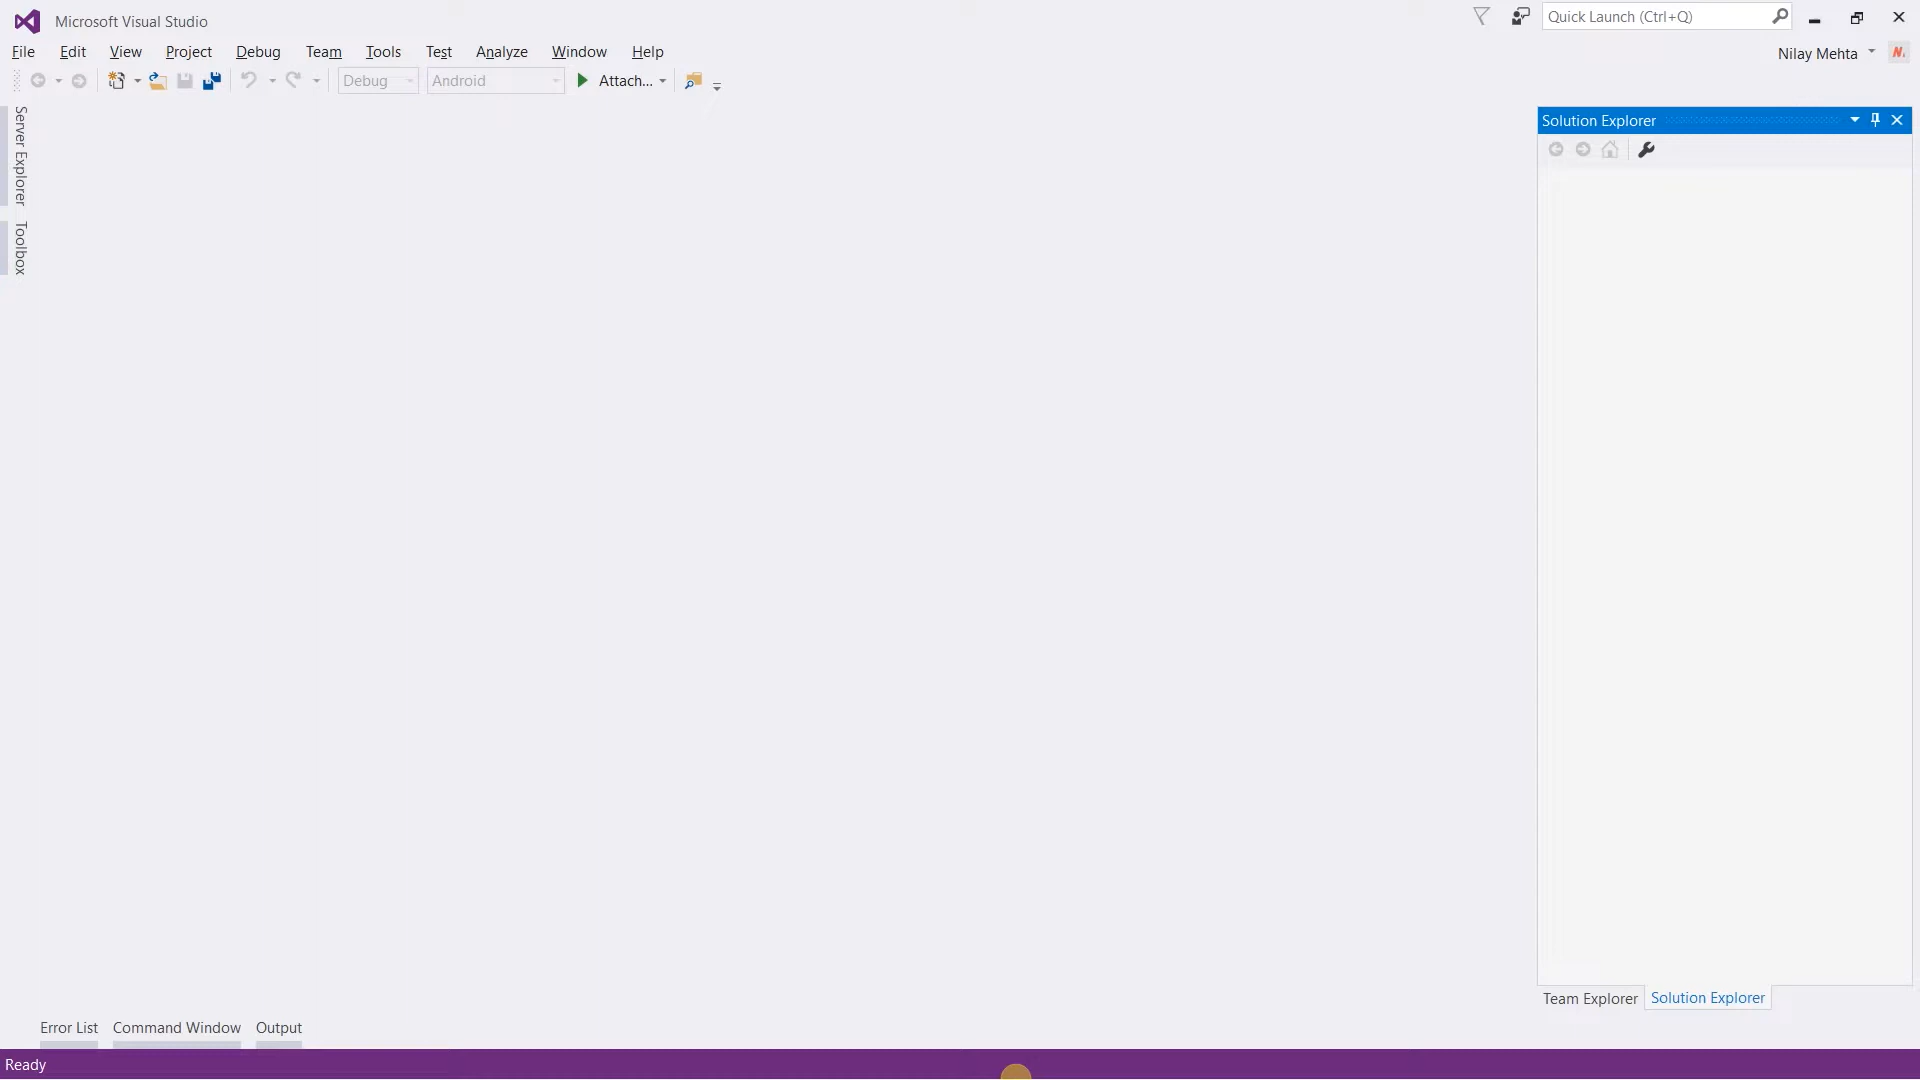 Microsoft Visual Studio
Quick Launch (Ctrl+Q)
File Edit View Project Debug Team Tools Test Analyze Window Help
Nilay Mehta
Debug Android Attach...
Server Explorer
Toolbox
Solution Explorer
Team Explorer Solution Explorer
Error List Command Window Output
Ready